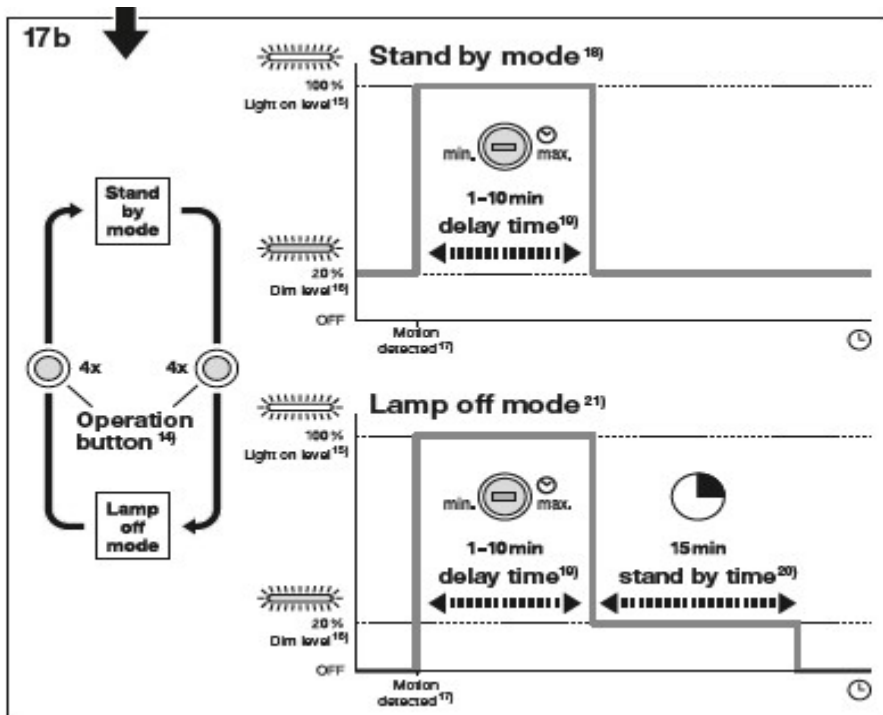 17b
Stand by mode 18)
100%
Light on level 15)
min. max.
1-10min
delay time 19)
20%
Dim level 16)
OFF
Motion
detected 17)
Stand
by
mode
4x 4x
Operation
button 14)
Lamp
off
mode
Lamp off mode 21)
100%
Light on level 15)
min. max.
1-10min
delay time 19)
15min
stand by time 20)
20%
Dim level 16)
OFF
Motion
detected 17)